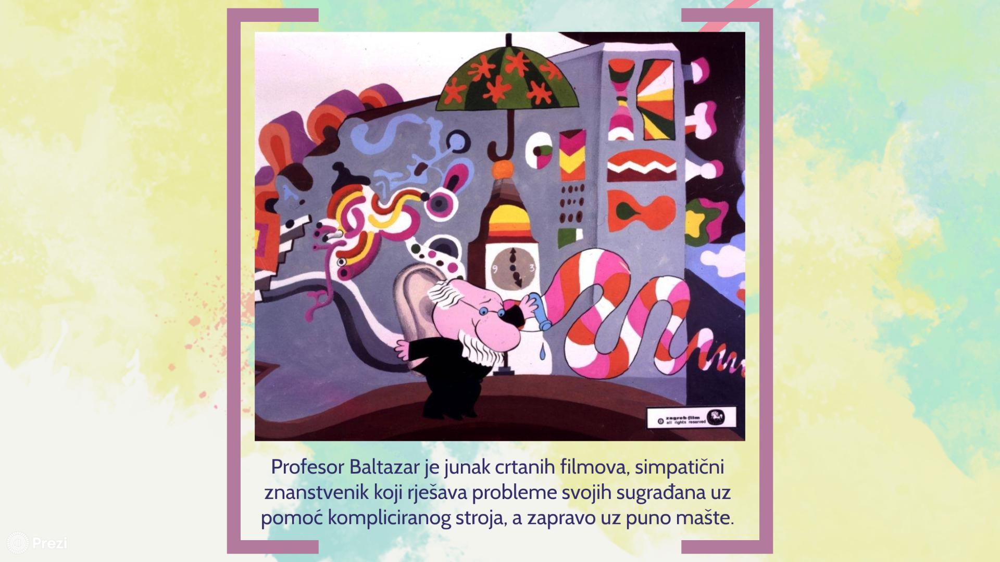 9 3
© zagreb film
all rights reserved
Profesor Baltazar je junak crtanih filmova, simpatični
znanstvenik koji rješava probleme svojih sugrađana uz
pomoć kompliciranog stroja, a zapravo uz puno mašte.
Prezi